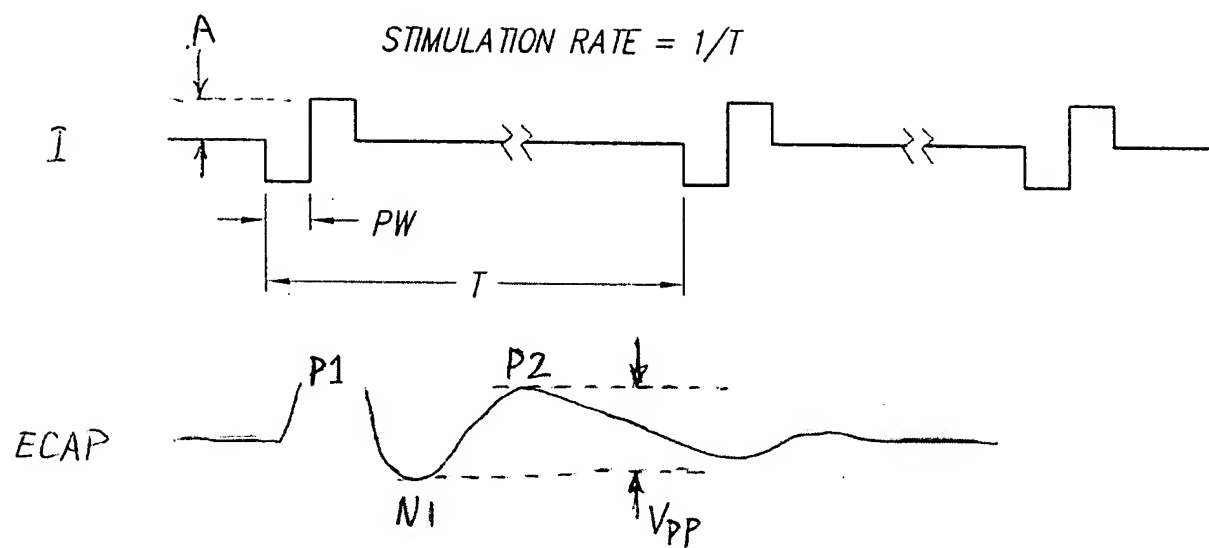 A
STIMULATION RATE = 1/T
I
PW
T
P1
P2
ECAP
N1
VPP